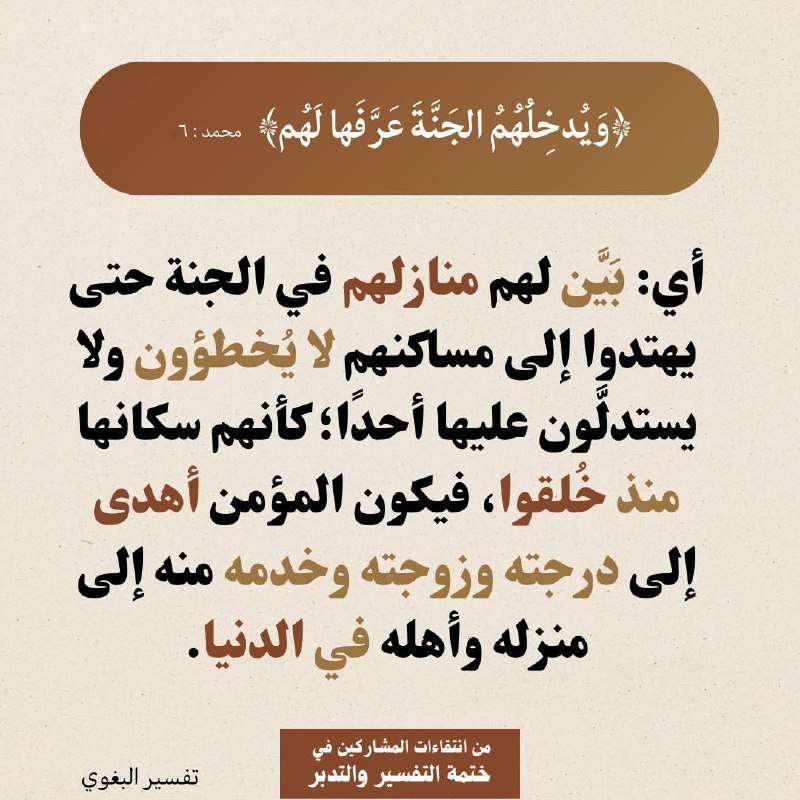 ﴿وَيُدخِلُهُمُ الجَنَّةَ عَرَّفَها لَهُم﴾ محمد : ٦
أي: بَيَّن لهم منازلهم في الجنة حتى
يهتدوا إلى مساكنهم لا يُخطؤون ولا
يستدلَّون عليها أحدًا؛ كأنهم سكانها
منذ خُلقوا، فيكون المؤمن أهدى
إلى درجته وزوجته وخدمه منه إلى
منزله وأهله في الدنيا.
من انتقاءات المشاركين في
ختمة التفسير والتدبر
تفسير البغوي